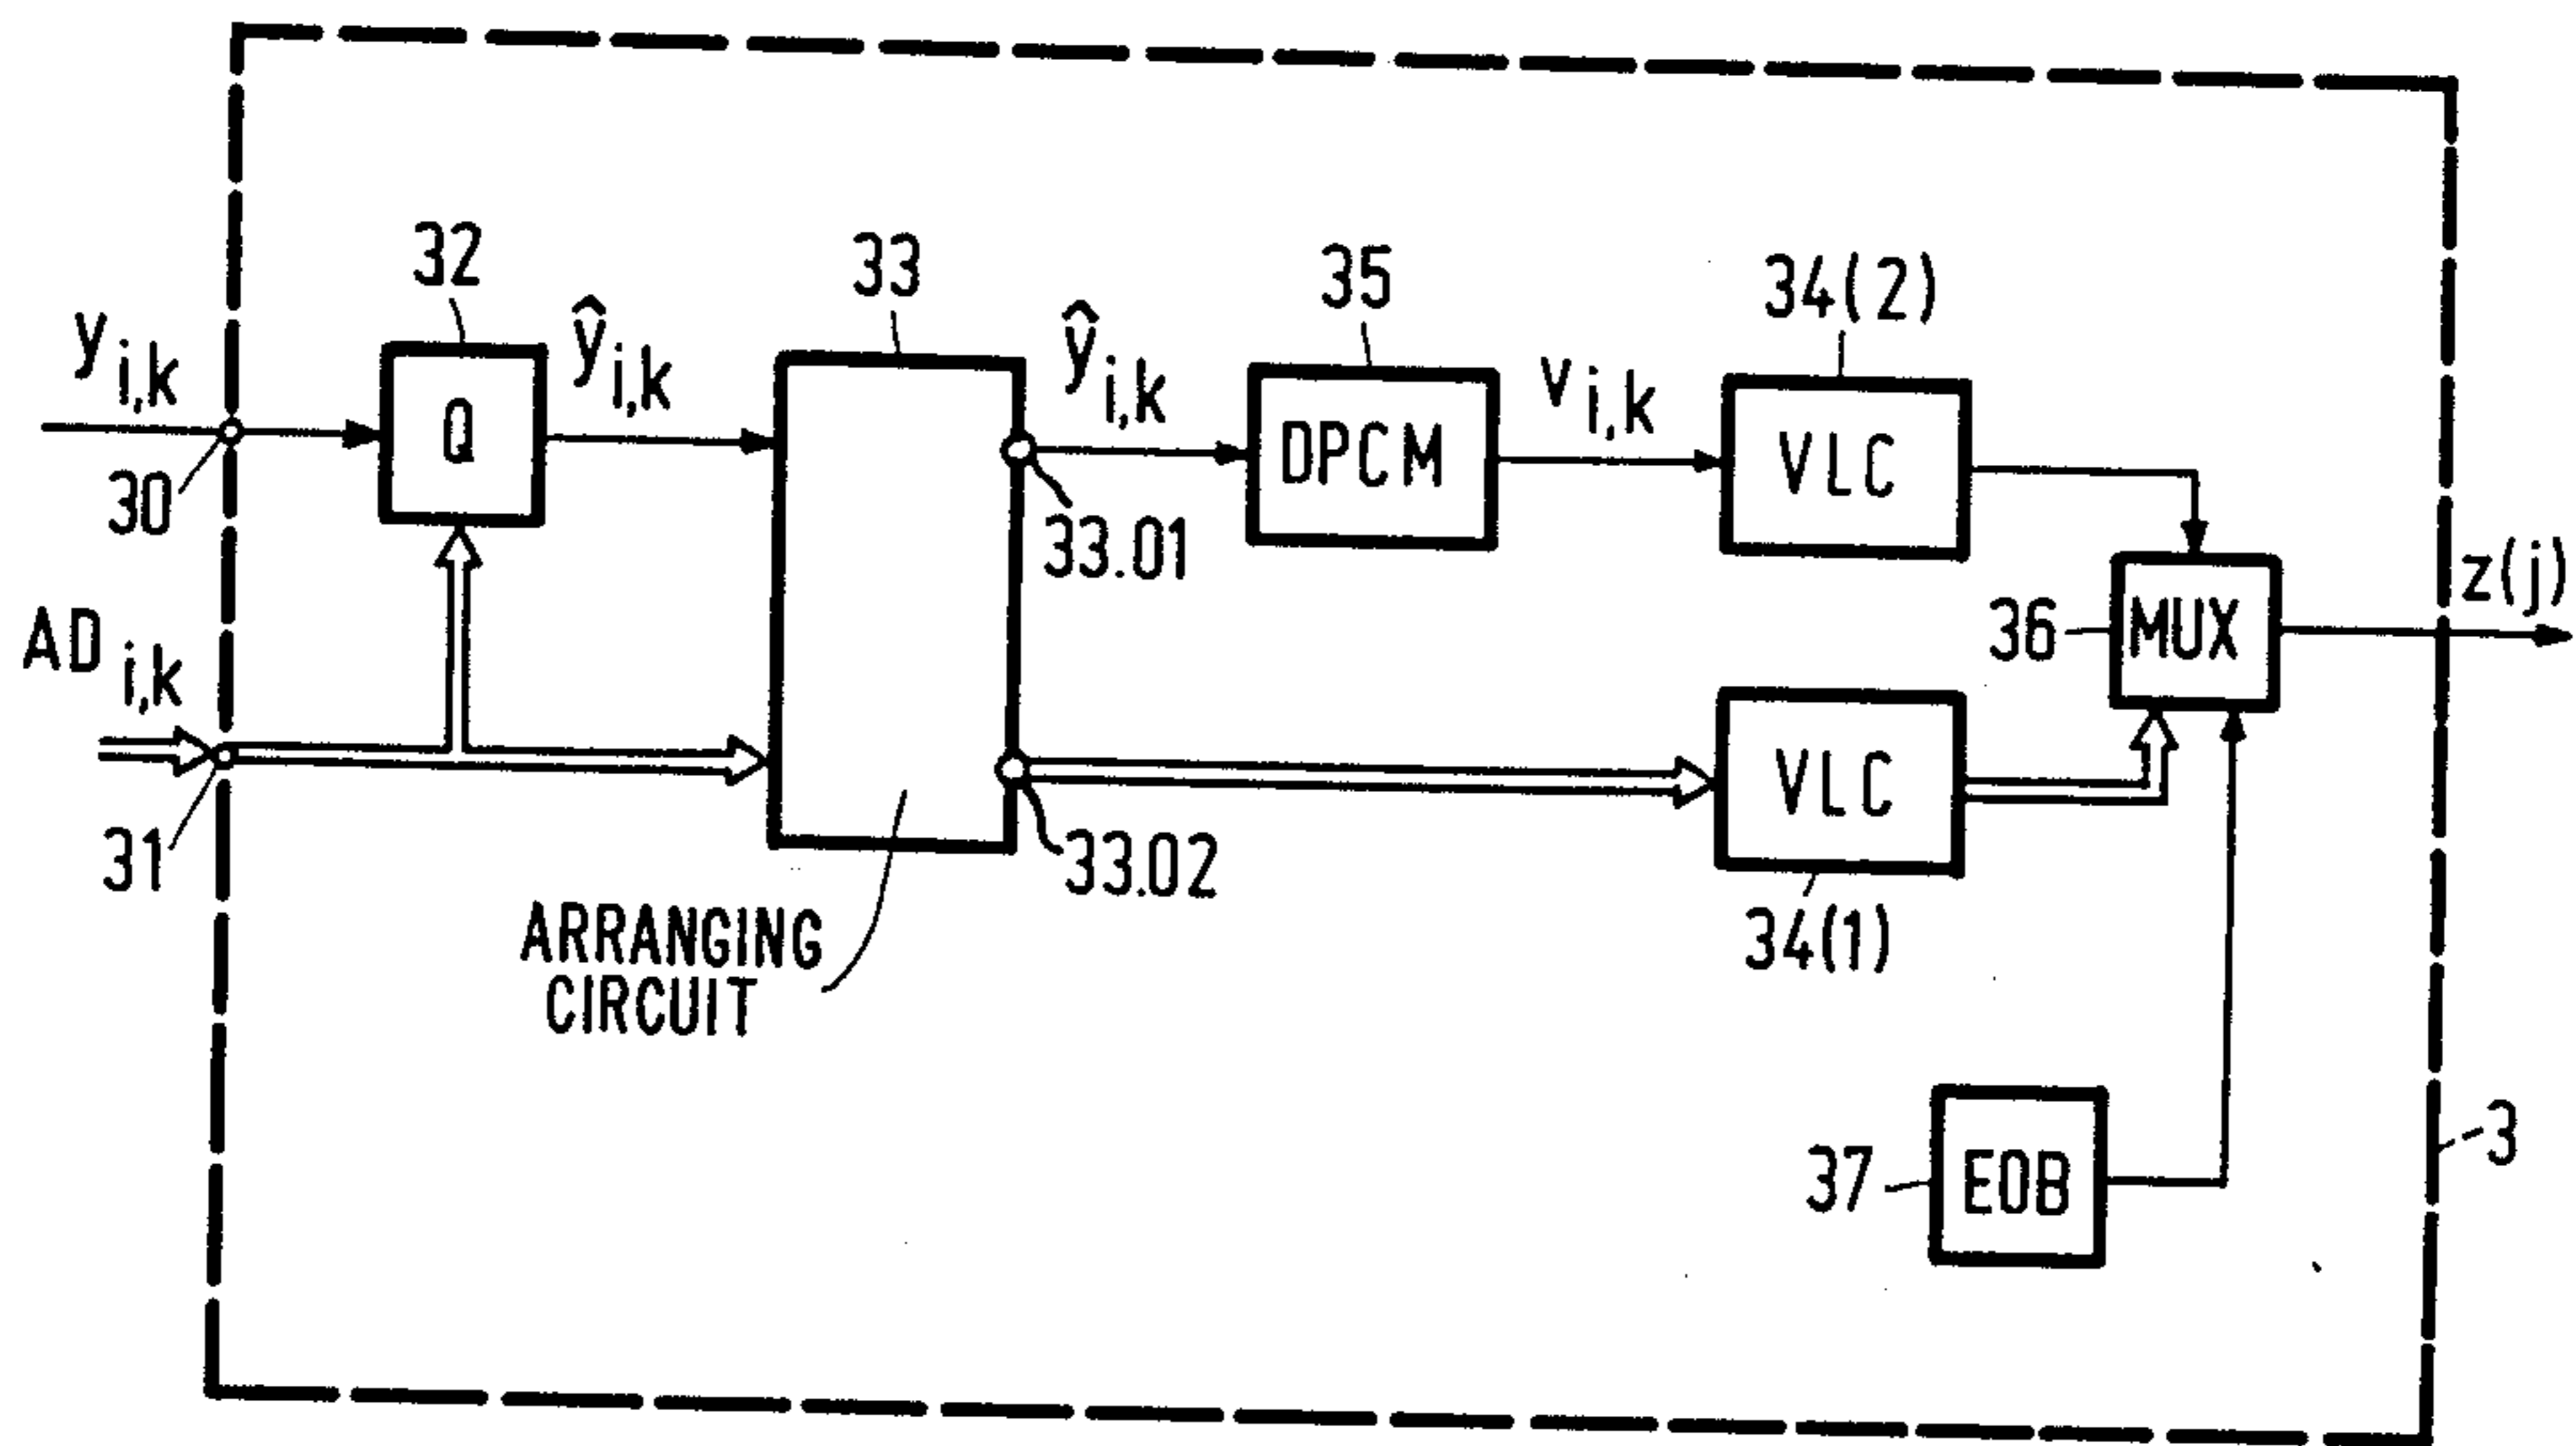 32
33
35
34(2)
y i,k
ŷ i,k
ŷ i,k
v i,k
Q
DPCM
VLC
30
33.01
z(j)
36
MUX
AD i,k
VLC
31
33.02
34(1)
ARRANGING
CIRCUIT
3
37
EOB